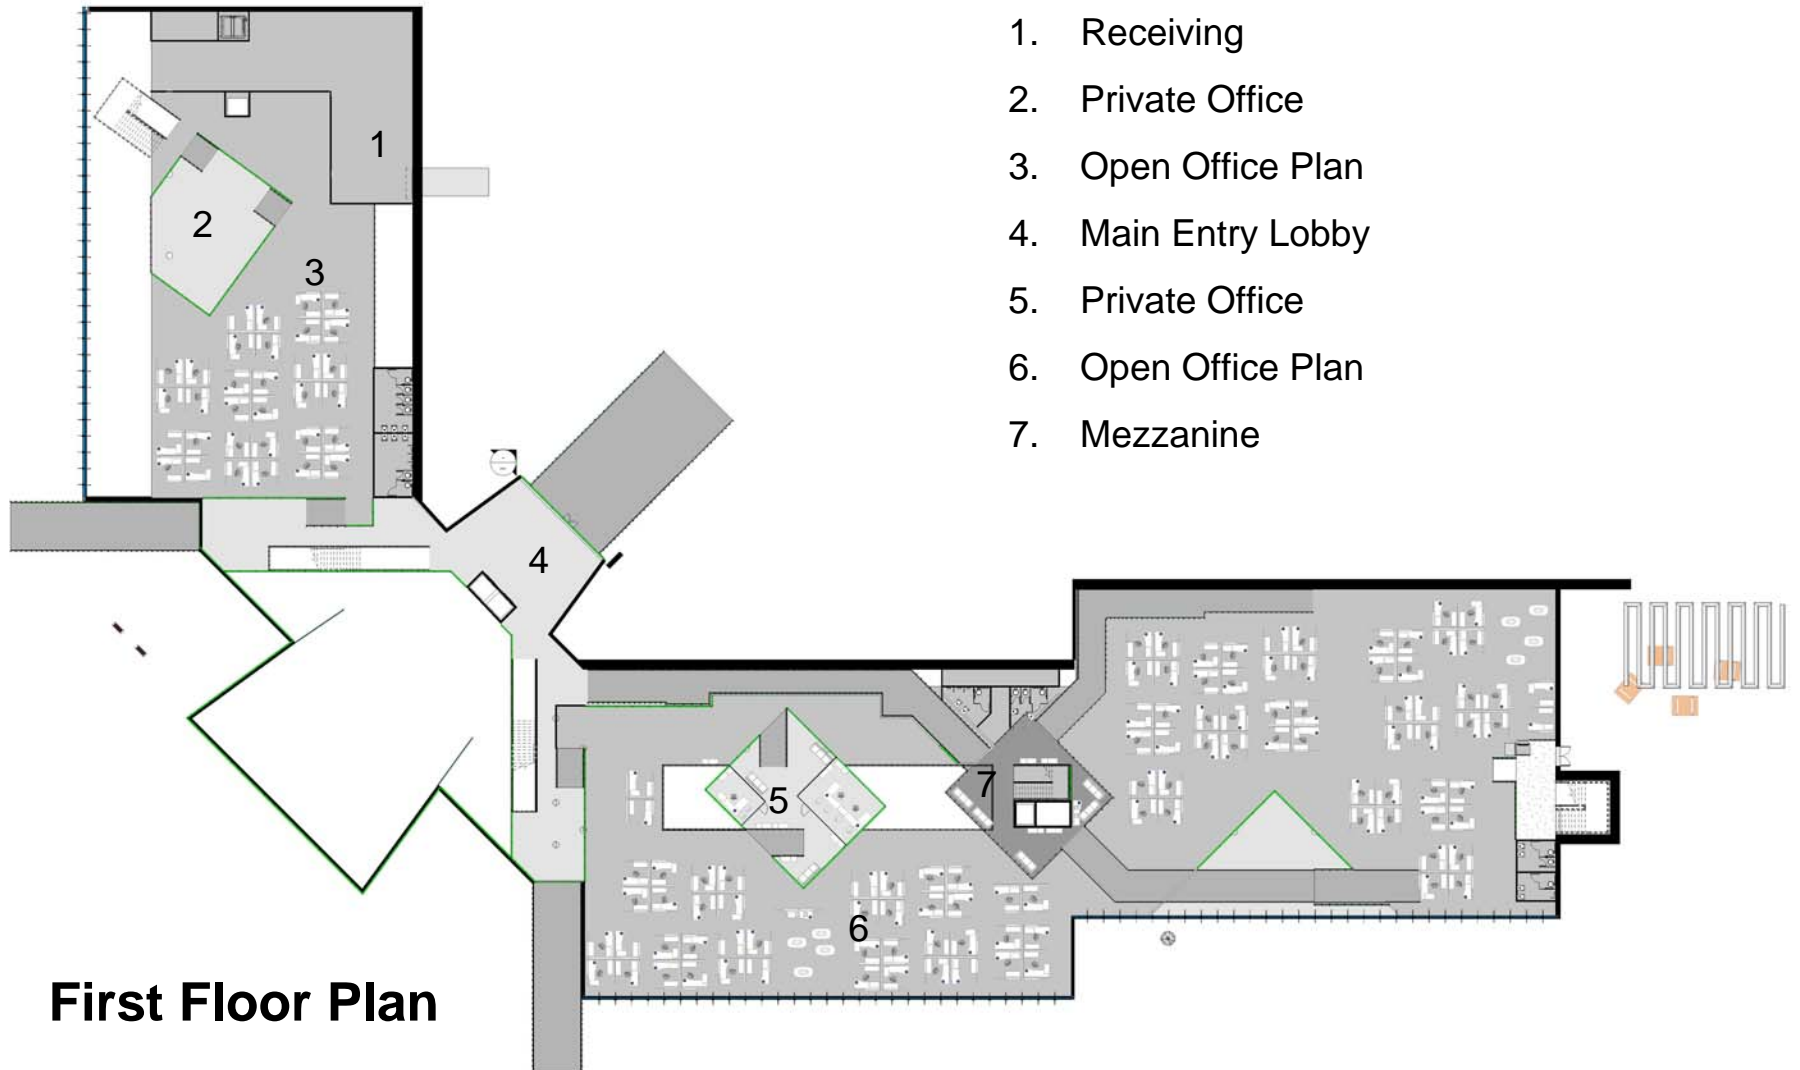 1. Receiving
2. Private Office
3. Open Office Plan
4. Main Entry Lobby
5. Private Office
6. Open Office Plan
7. Mezzanine
1
2
3
4
5
7
6
First Floor Plan